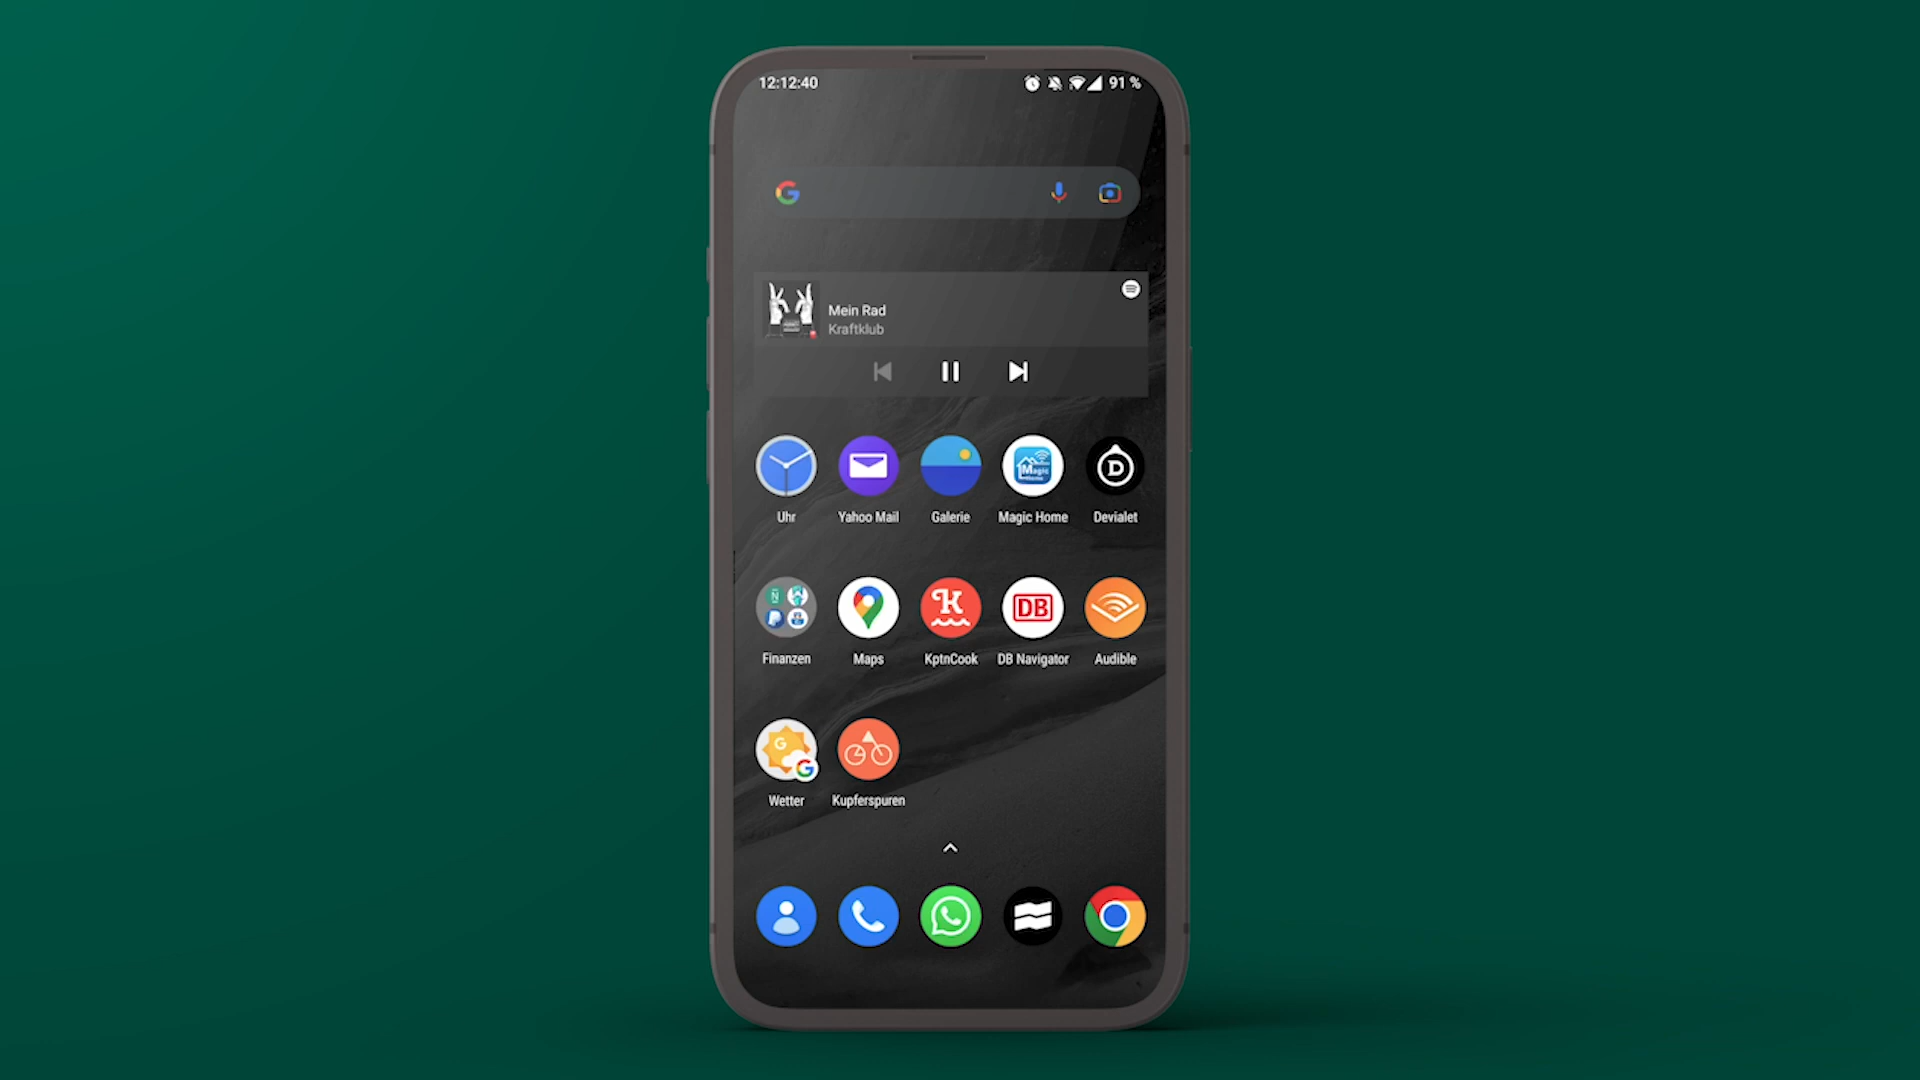 12:12:40 91 %
Mein Rad
Kraftklub
Uhr Yahoo Mail Galerie Magic Home Devialet
DB
Finanzen Maps KptnCook DB Navigator Audible
Wetter Kupferspuren